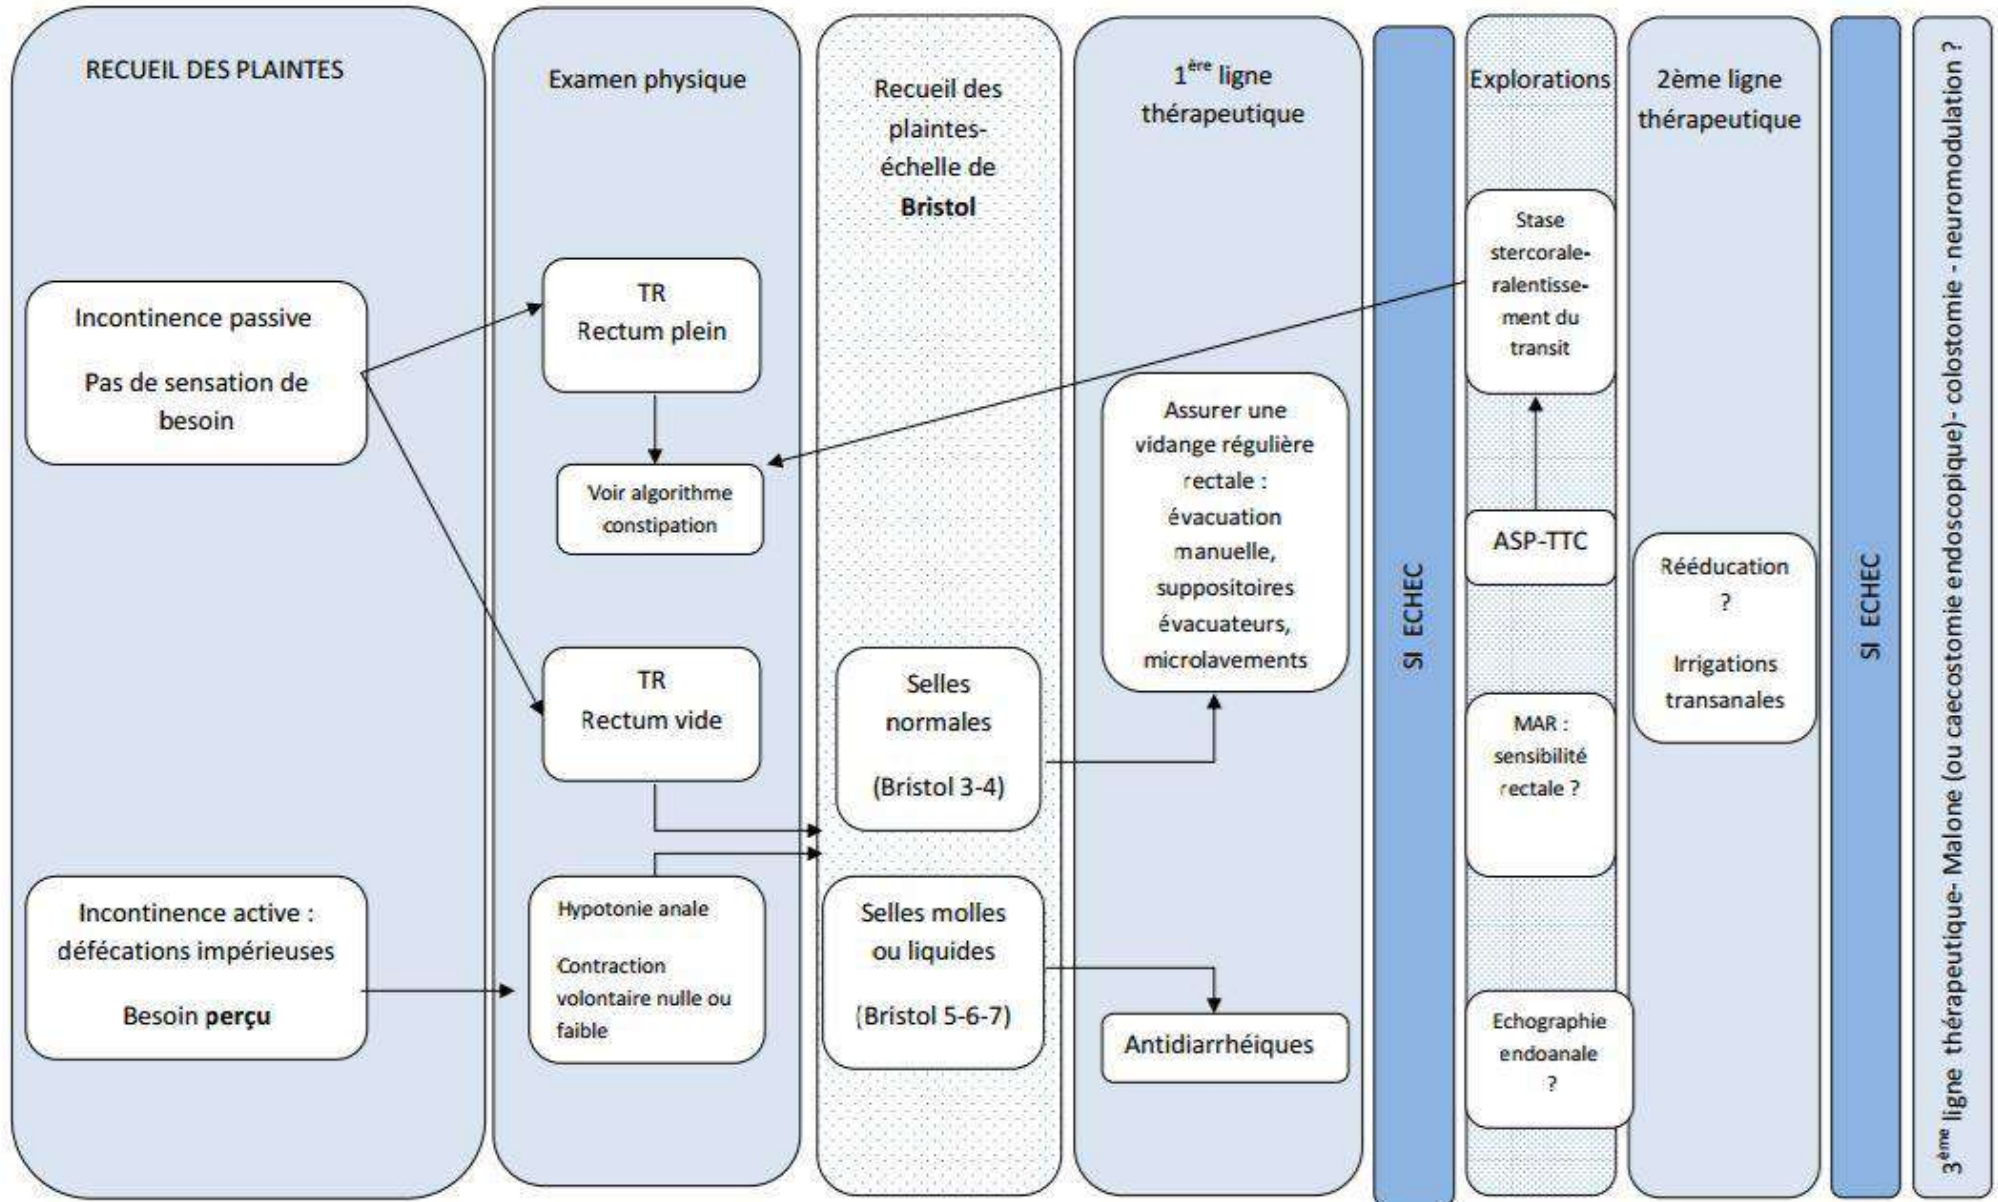 RECUEIL DES PLAINTES
Incontinence passive
Pas de sensation de
besoin
Incontinence active :
défécations impérieuses
Besoin perçu
Examen physique
TR
Rectum plein
Voir algorithme
constipation
TR
Rectum vide
Hypotonie anale
Contraction
volontaire nulle ou
faible
Recueil des
plaintes-
échelle de
Bristol
Selles
normales
(Bristol 3-4)
Selles molles
ou liquides
(Bristol 5-6-7)
1ère ligne
thérapeutique
Assurer une
vidange régulière
rectale :
évacuation
manuelle,
suppositoires
évacuateurs,
microlavements
Antidiarrhéiques
SI ECHEC
Explorations
Stase
stercorale-
ralentisse-
ment du
transit
ASP-TTC
MAR :
sensibilité
rectale ?
Echographie
endoanale
?
2ème ligne
thérapeutique
Rééducation
?
Irrigations
transanales
SI ECHEC
3ème ligne thérapeutique- Malone (ou caecostomie endoscopique)- colostomie - neuromodulation ?